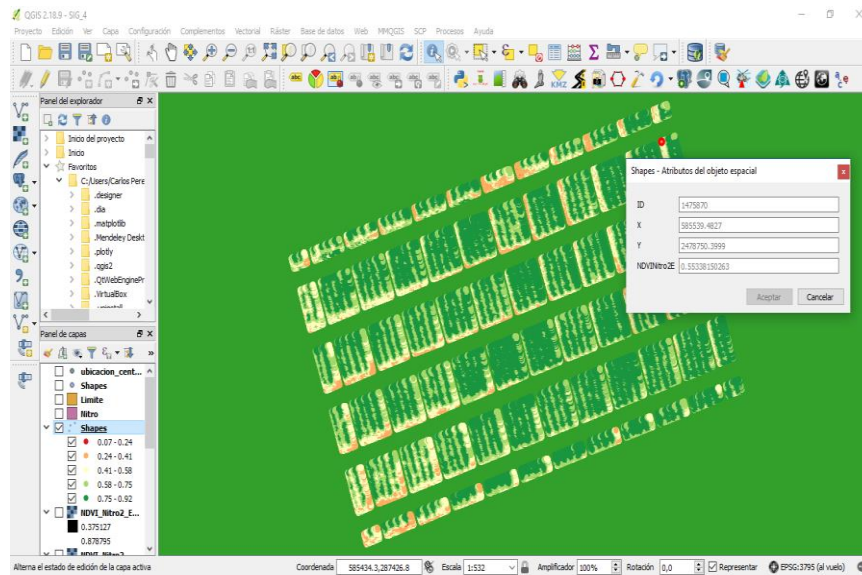 QGIS 2.18.9 - SIG_4
Proyecto Edición Ver Capa Configuración Complementos Vectorial Ráster Base de datos Web MMQGIS SCP Procesos Ayuda
KMZ
Panel del explorador
Inicio del proyecto
Inicio
Favoritos
C:/Users/Carlos Pere
.designer
.dia
.matplotlib
.Mendeley Deskt
.plotly
.qgis2
.QtWebEnginePr
.VirtualBox
Panel de capas
ubicacion_cent...
Shapes
Limite
Nitro
Shapes
0.07 - 0.24
0.24 - 0.41
0.41 - 0.58
0.58 - 0.75
0.75 - 0.92
NDVI_Nitro2_E...
0.375127
0.878795
Shapes - Atributos del objeto espacial
ID 1475870
X 585539.4827
Y 2478750.3999
NDVINitro2E 0.55338150263
Aceptar Cancelar
Alterna el estado de edición de la capa activa Coordenada 585434.3,287426.8 Escala 1:532 Amplificador 100% Rotación 0,0 Representar EPSG:3795 (al vuelo)